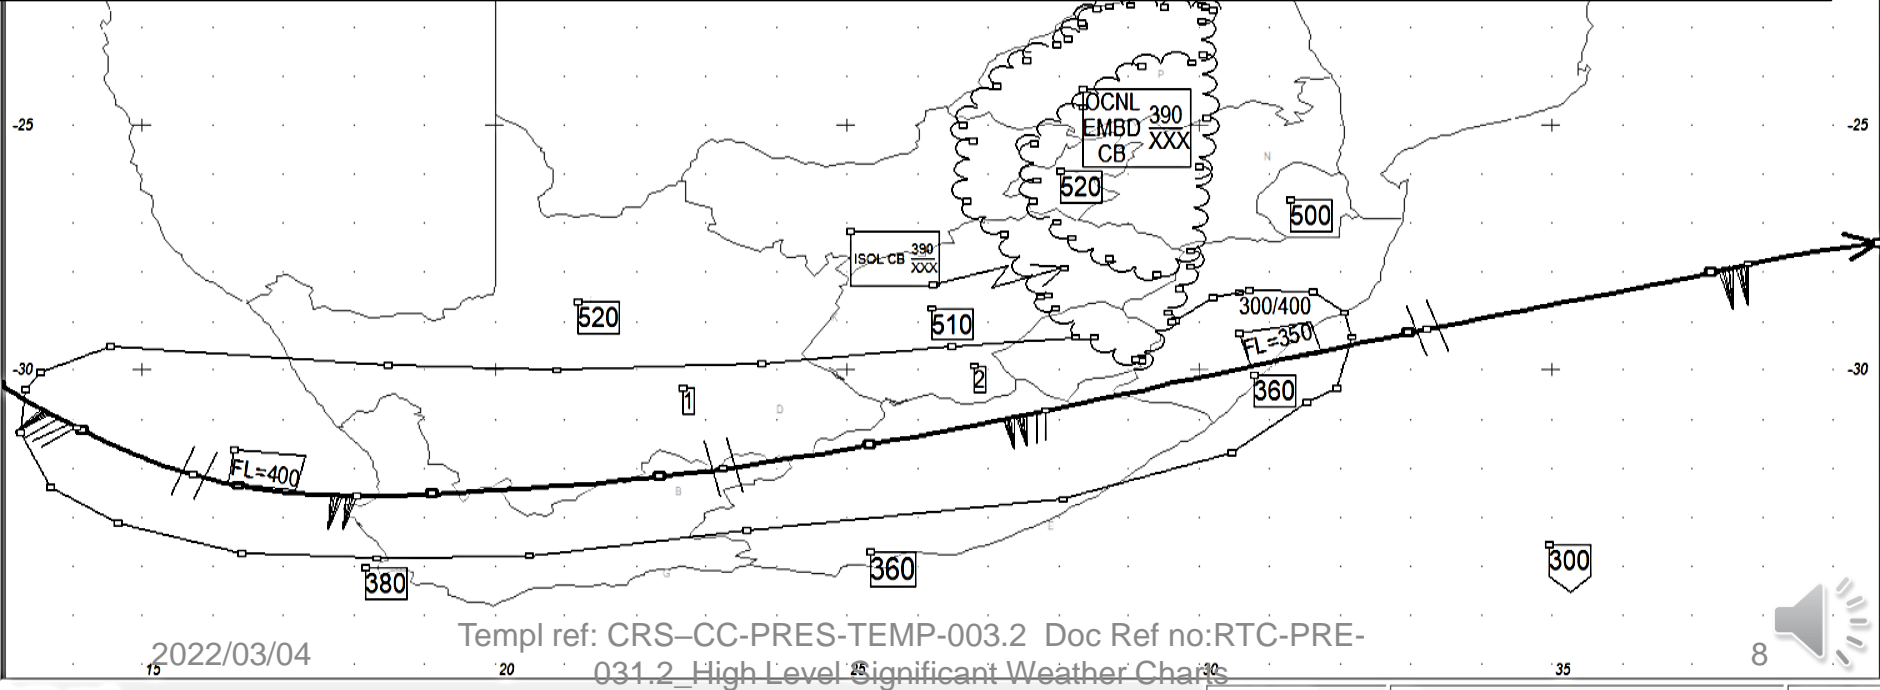 P
OCNL
EMBD
CB
390
XXX
-25
-25
N
520
500
ISOL CB
390
XXX
300/400
520
510
FL=350
-30
-30
1
2
360
D
FL=400
B
E
380
360
300
G
Templ ref: CRS–CC-PRES-TEMP-003.2 Doc Ref no:RTC-PRE-
031.2_High Level Significant Weather Charts
2022/03/04
8
15
20
25
30
35